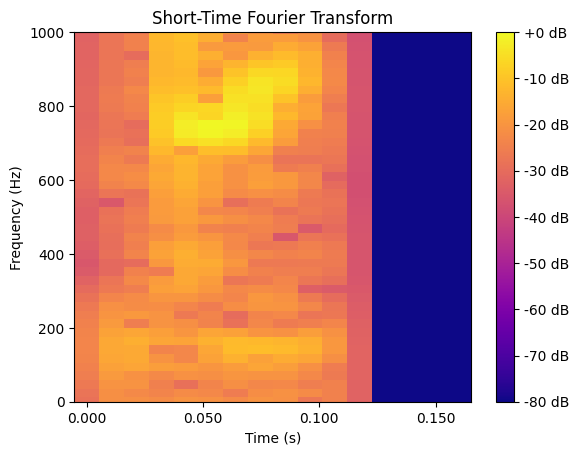 Short-Time Fourier Transform
1000
800
600
400
200
0
Frequency (Hz)
0.000
0.050
0.100
0.150
Time (s)
+0 dB
-10 dB
-20 dB
-30 dB
-40 dB
-50 dB
-60 dB
-70 dB
-80 dB